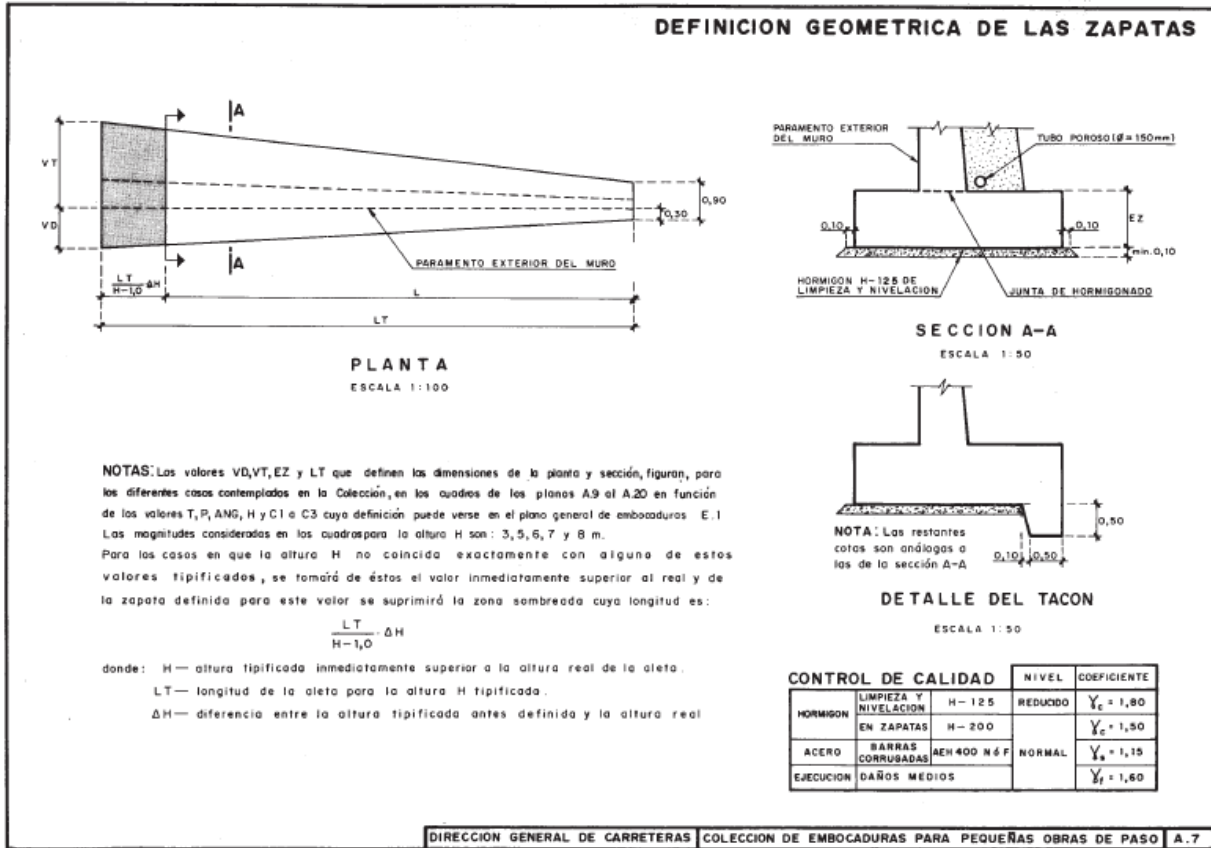 DEFINICION GEOMETRICA DE LAS ZAPATAS
A
VT
VD
A
0,90
0,30
PARAMENTO EXTERIOR DEL MURO
LT
H-1,0
·ΔH
L
LT
PLANTA
ESCALA 1:100
PARAMENTO EXTERIOR
DEL MURO
TUBO POROSO (Ø=150mm)
0,10
0,10
EZ
min.0,10
HORMIGON H-125 DE
LIMPIEZA Y NIVELACION
JUNTA DE HORMIGONADO
SECCION A-A
ESCALA 1:50
NOTA: Las restantes
cotas son análogas a
las de la sección A-A
0,10
0,50
0,50
DETALLE DEL TACON
ESCALA 1:50
NOTAS: Los valores VD,VT, EZ y LT que definen las dimensiones de la planta y sección, figuran, para
los diferentes casos contemplados en la Colección, en los cuadros de los planos A.9 al A.20 en función
de los valores T, P, ANG, H y C1 a C3 cuya definición puede verse en el plano general de embocaduras E.1
Las magnitudes consideradas en los cuadros para la altura H son: 3, 5, 6, 7 y 8 m.
Para los casos en que la altura H no coincida exactamente con alguno de estos
valores tipificados, se tomará de éstos el valor inmediatamente superior al real y de
la zapata definida para este valor se suprimirá la zona sombreada cuya longitud es:
LT
H-1,0
·ΔH
donde: H — altura tipificada inmediatamente superior a la altura real de la aleta.
LT — longitud de la aleta para la altura H tipificada.
ΔH — diferencia entre la altura tipificada antes definida y la altura real
CONTROL DE CALIDAD NIVEL COEFICIENTE
HORMIGON LIMPIEZA Y NIVELACION H-125 REDUCIDO γc = 1,80
EN ZAPATAS H-200 NORMAL γc = 1,50
ACERO BARRAS CORRUGADAS AEH 400 N ó F γs = 1,15
EJECUCION DAÑOS MEDIOS γf = 1,60
DIRECCION GENERAL DE CARRETERAS COLECCION DE EMBOCADURAS PARA PEQUEÑAS OBRAS DE PASO A.7